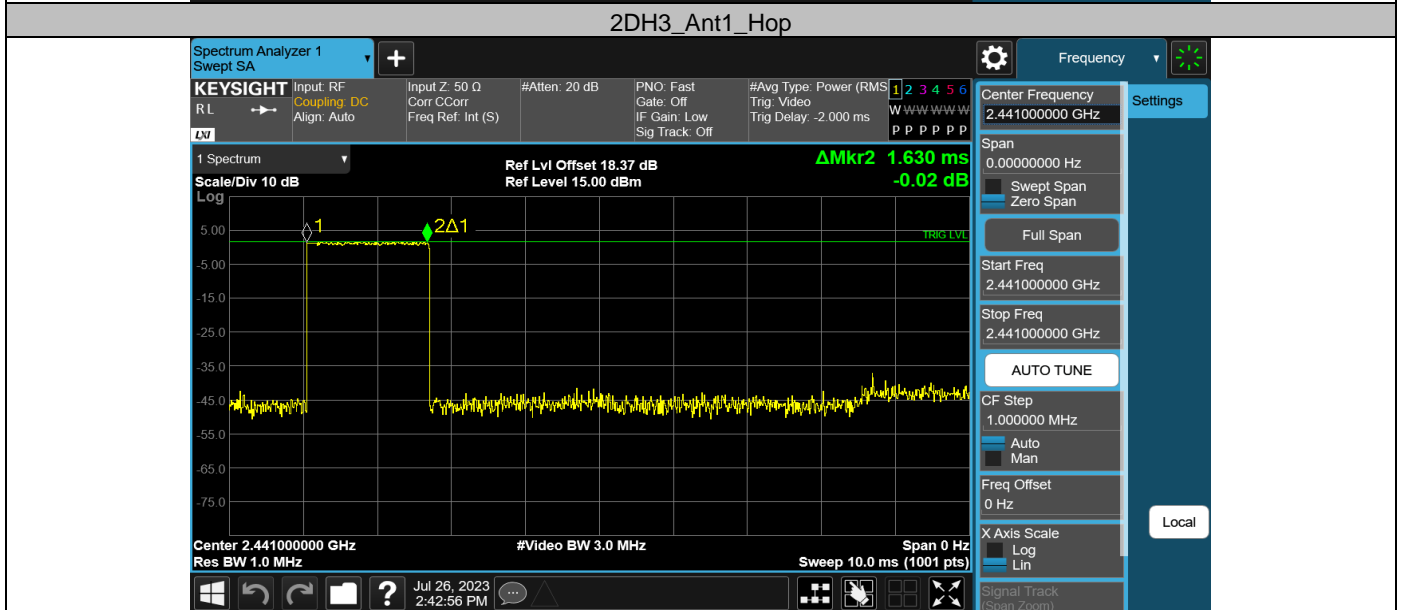 2DH3_Ant1_Hop
Spectrum Analyzer 1
Swept SA
Frequency
KEYSIGHT
RL
LXI
Input: RF
Coupling: DC
Align: Auto
Input Z: 50 Ω
Corr CCorr
Freq Ref: Int (S)
#Atten: 20 dB
PNO: Fast
Gate: Off
IF Gain: Low
Sig Track: Off
#Avg Type: Power (RMS
Trig: Video
Trig Delay: -2.000 ms
1 2 3 4 5 6
W W W W W W
P P P P P P
1 Spectrum
Scale/Div 10 dB
Log
Ref Lvl Offset 18.37 dB
Ref Level 15.00 dBm
ΔMkr2 1.630 ms
-0.02 dB
1
2Δ1
TRIG LVL
5.00
-5.00
-15.0
-25.0
-35.0
-45.0
-55.0
-65.0
-75.0
Center 2.441000000 GHz
#Video BW 3.0 MHz
Span 0 Hz
Res BW 1.0 MHz
Sweep 10.0 ms (1001 pts)
Jul 26, 2023
2:42:56 PM
Center Frequency
2.441000000 GHz
Span
0.00000000 Hz
Swept Span
Zero Span
Full Span
Start Freq
2.441000000 GHz
Stop Freq
2.441000000 GHz
AUTO TUNE
CF Step
1.000000 MHz
Auto
Man
Freq Offset
0 Hz
X Axis Scale
Log
Lin
Signal Track
(Span Zoom)
Settings
Local